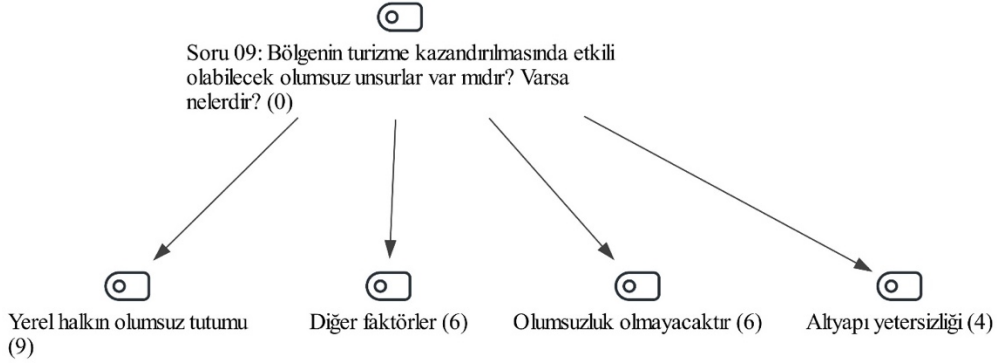 Soru 09: Bölgenin turizme kazandırılmasında etkili
olabilecek olumsuz unsurlar var mıdır? Varsa
nelerdir? (0)
Yerel halkın olumsuz tutumu
(9)
Diğer faktörler (6)
Olumsuzluk olmayacaktır (6)
Altyapı yetersizliği (4)